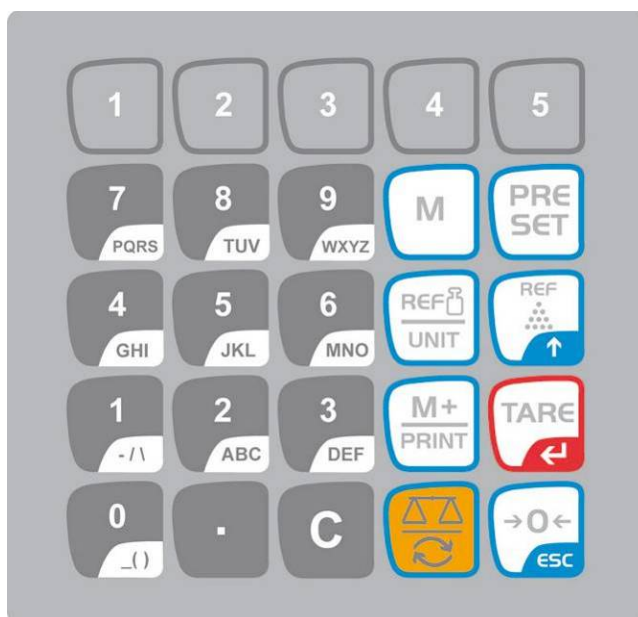 1 2 3 4 5
7 8 9 M PRE
PQRS TUV WXYZ SET
4 5 6 REF REF
GHI JKL MNO UNIT ↑
1 2 3 M+ TARE
- / \ ABC DEF PRINT
0 . C →0←
_( ) ESC